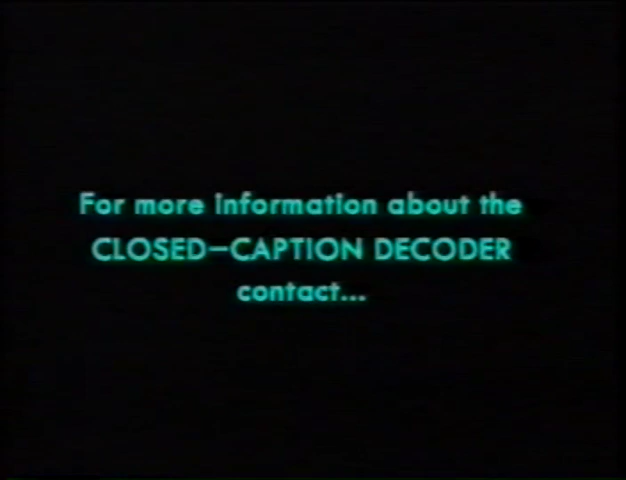 For more information about the
CLOSED-CAPTION DECODER
contact...